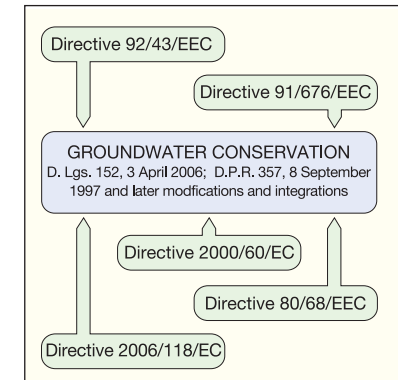 Directive 92/43/EEC
Directive 91/676/EEC
GROUNDWATER CONSERVATION
D. Lgs. 152, 3 April 2006; D.P.R. 357, 8 September
1997 and later modfications and integrations
Directive 2000/60/EC
Directive 80/68/EEC
Directive 2006/118/EC